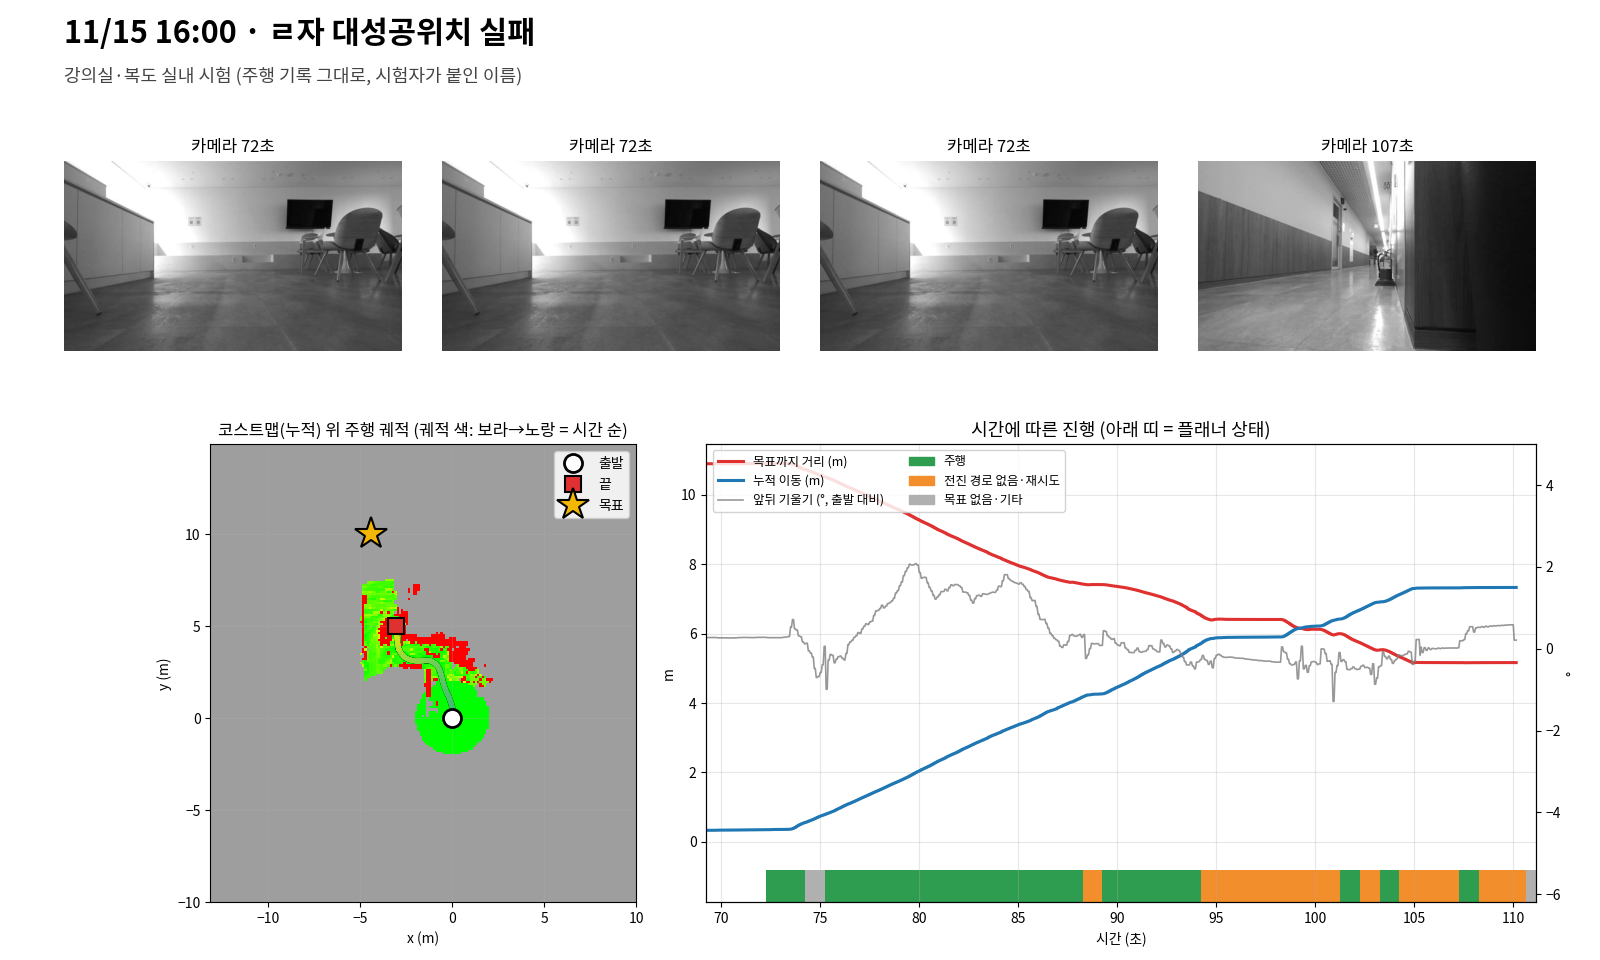 11/15 16:00 · ㄹ자 대성공위치 실패
강의실·복도 실내 시험 (주행 기록 그대로, 시험자가 붙인 이름)
카메라 72초
카메라 72초
카메라 72초
카메라 107초
코스트맵(누적) 위 주행 궤적 (궤적 색: 보라→노랑 = 시간 순)
출발
끝
목표
10
5
0
−5
−10
y (m)
−10
−5
0
5
10
x (m)
시간에 따른 진행 (아래 띠 = 플래너 상태)
목표까지 거리 (m)
누적 이동 (m)
앞뒤 기울기 (°, 출발 대비)
주행
전진 경로 없음·재시도
목표 없음·기타
10
8
6
4
2
0
m
4
2
0
−2
−4
−6
°
70
75
80
85
90
95
100
105
110
시간 (초)